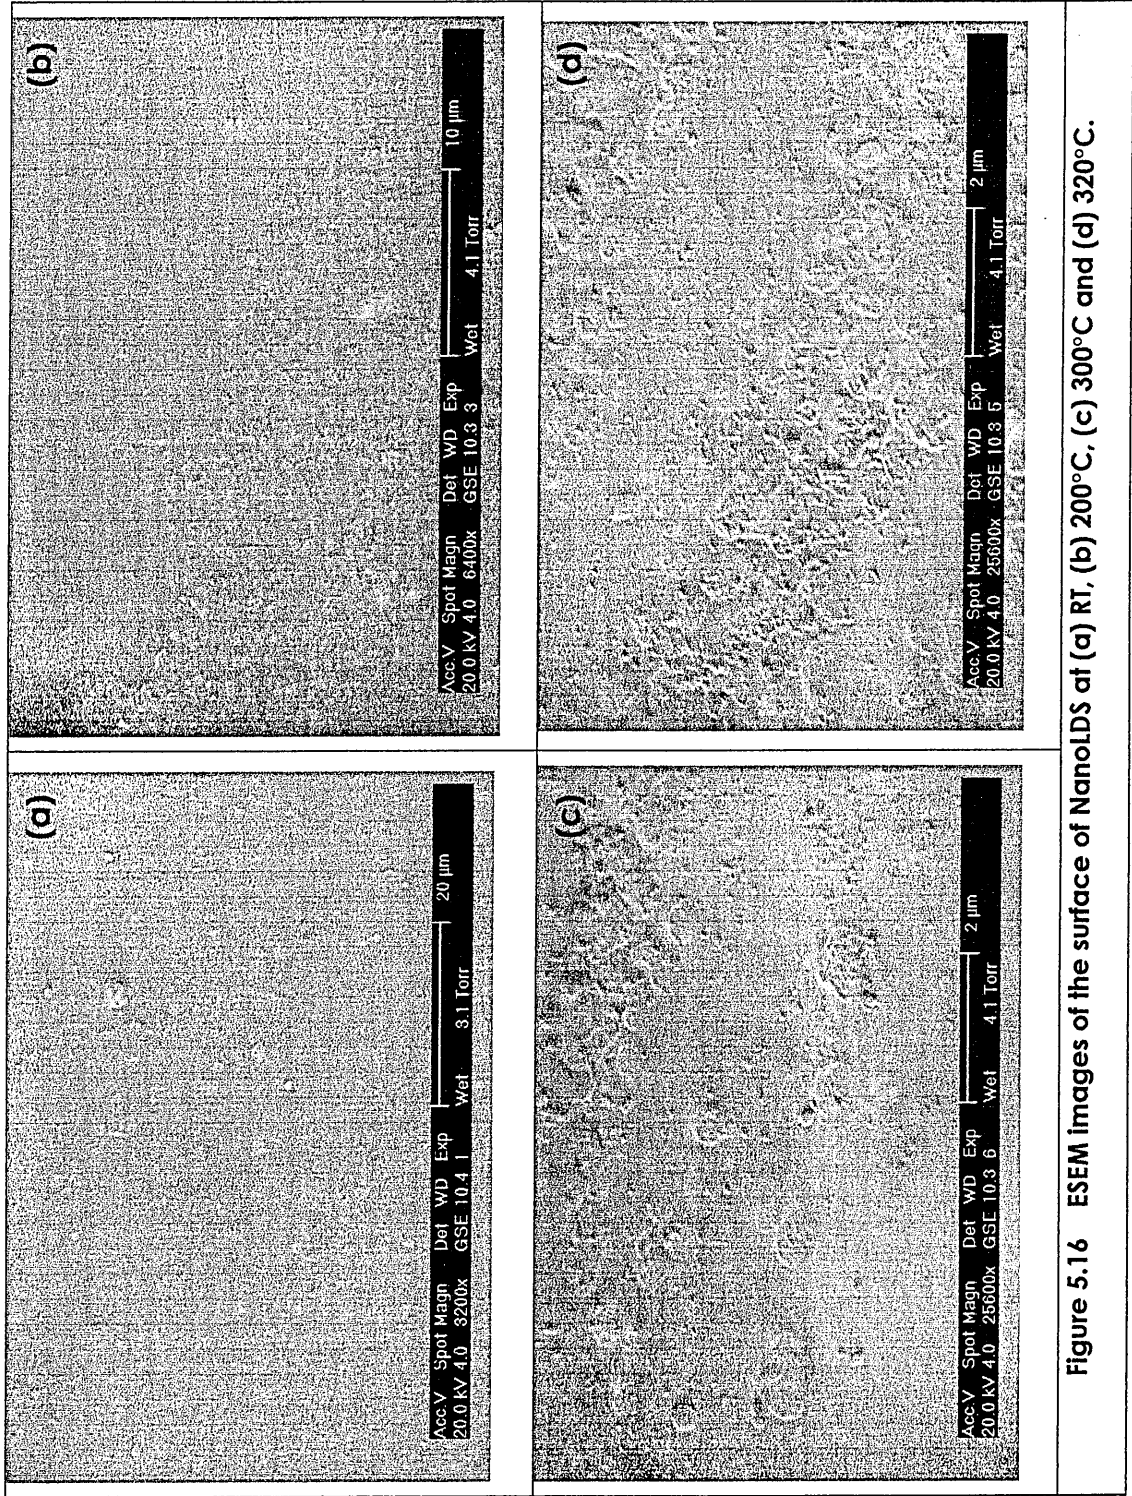 (a)
Acc.V Spot Magn Det WD Exp
20.0 kV 4.0 3200x GSE 10.4 1 Wet 3.1 Torr 20 µm
(b)
Acc.V Spot Magn Det WD Exp
20.0 kV 4.0 6400x GSE 10.3 3 Wet 4.1 Torr 10 µm
(c)
Acc.V Spot Magn Det WD Exp
20.0 kV 4.0 25600x GSE 10.3 6 Wet 4.1 Torr 2 µm
(d)
Acc.V Spot Magn Det WD Exp
20.0 kV 4.0 25600x GSE 10.3 5 Wet 4.1 Torr 2 µm
Figure 5.16 ESEM images of the surface of NanoLDS at (a) RT, (b) 200°C, (c) 300°C and (d) 320°C.